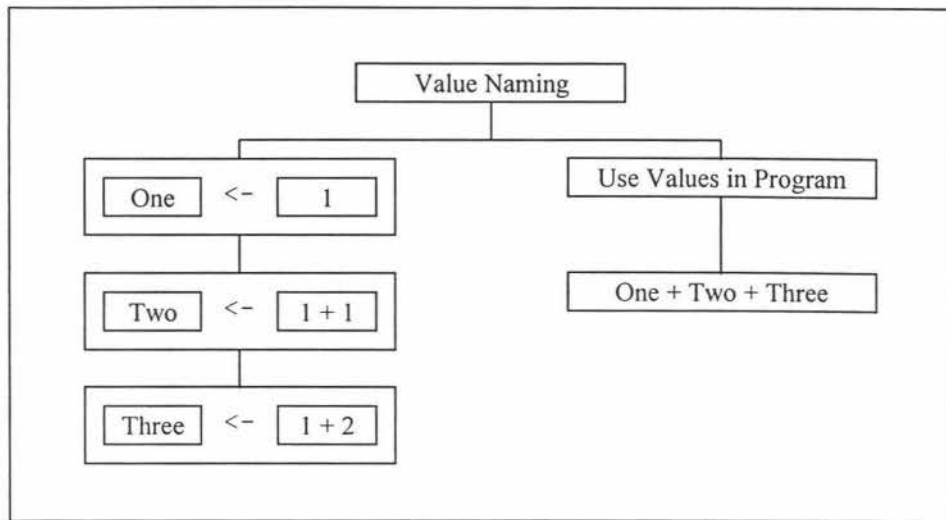 Value Naming
One <- 1
Use Values in Program
Two <- 1 + 1
One + Two + Three
Three <- 1 + 2